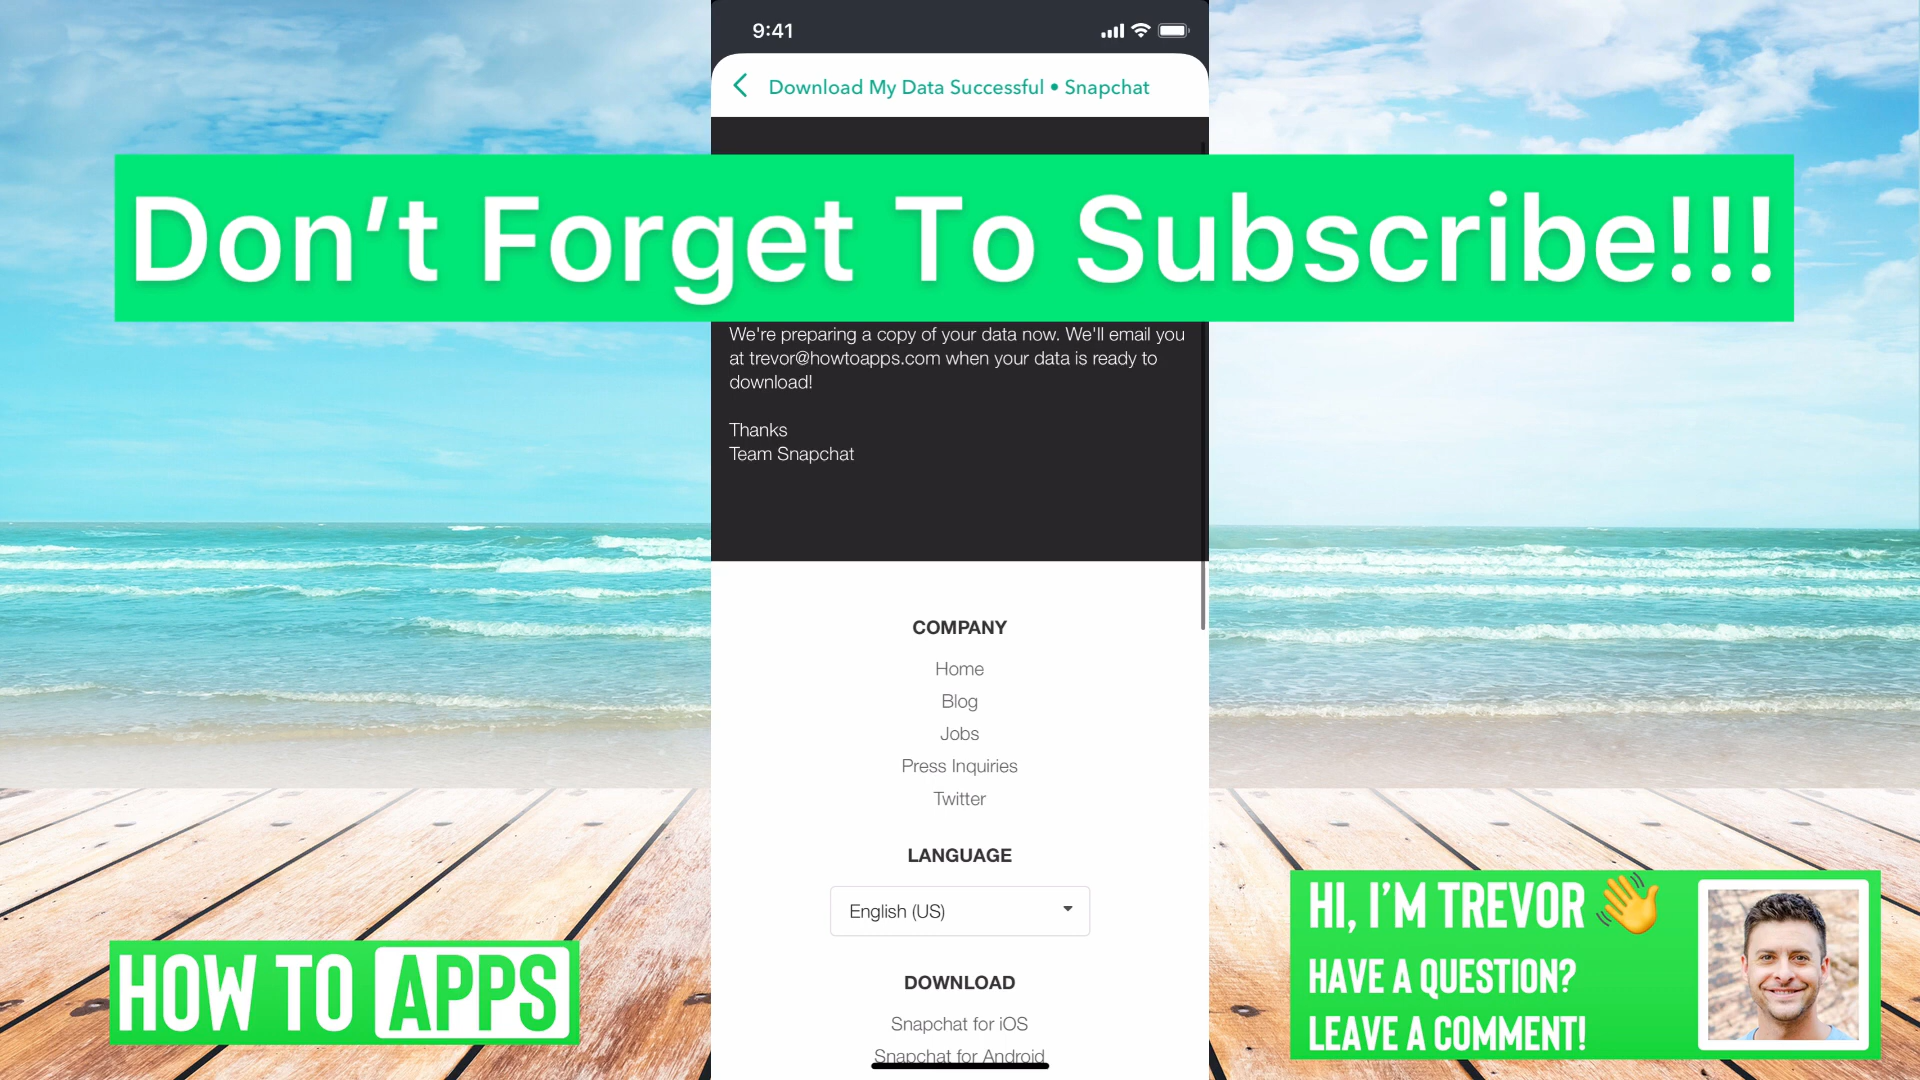 9:41
Download My Data Successful • Snapchat
Don't Forget To Subscribe!!!
We're preparing a copy of your data now. We'll email you
at trevor@howtoapps.com when your data is ready to
download!
Thanks
Team Snapchat
COMPANY
Home
Blog
Jobs
Press Inquiries
Twitter
LANGUAGE
English (US)
DOWNLOAD
Snapchat for iOS
Snapchat for Android
HOW TO APPS
HI, I'M TREVOR 👋
HAVE A QUESTION?
LEAVE A COMMENT!